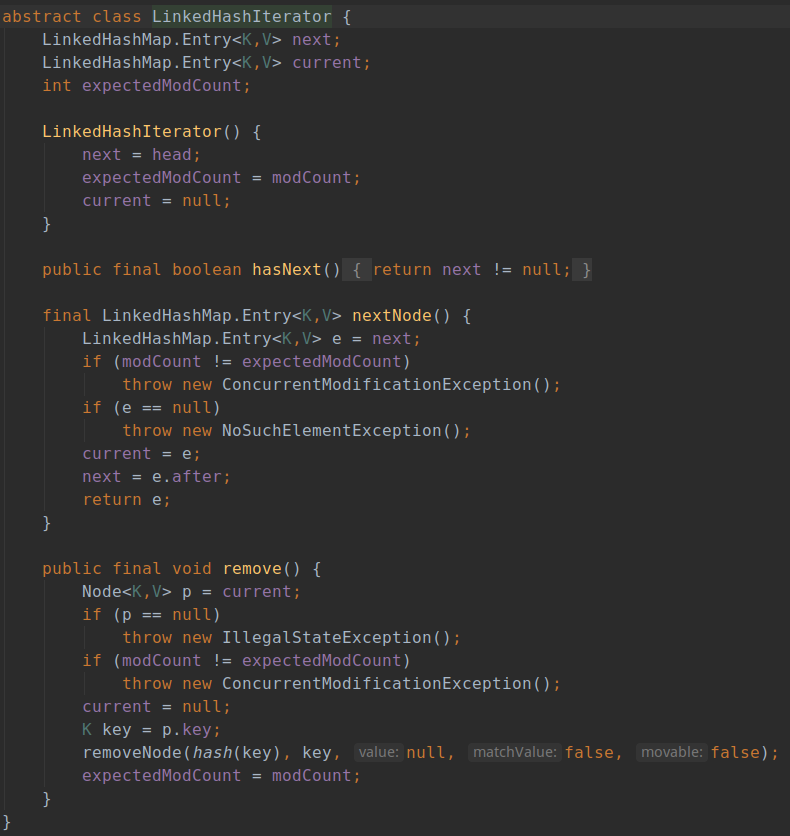 abstract class LinkedHashIterator {
    LinkedHashMap.Entry<K,V> next;
    LinkedHashMap.Entry<K,V> current;
    int expectedModCount;

    LinkedHashIterator() {
        next = head;
        expectedModCount = modCount;
        current = null;
    }

    public final boolean hasNext() { return next != null; }

    final LinkedHashMap.Entry<K,V> nextNode() {
        LinkedHashMap.Entry<K,V> e = next;
        if (modCount != expectedModCount)
            throw new ConcurrentModificationException();
        if (e == null)
            throw new NoSuchElementException();
        current = e;
        next = e.after;
        return e;
    }

    public final void remove() {
        Node<K,V> p = current;
        if (p == null)
            throw new IllegalStateException();
        if (modCount != expectedModCount)
            throw new ConcurrentModificationException();
        current = null;
        K key = p.key;
        removeNode(hash(key), key, value: null, matchValue: false, movable: false);
        expectedModCount = modCount;
    }
}